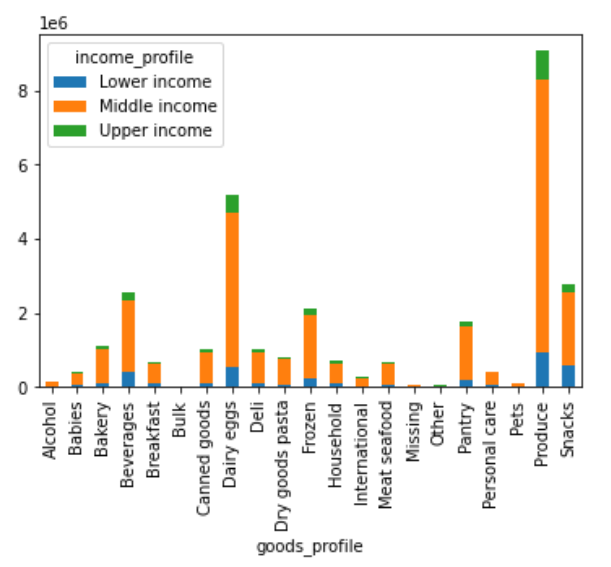 1e6
income_profile
Lower income
Middle income
Upper income
8
6
4
2
0
Alcohol
Babies
Bakery
Beverages
Breakfast
Bulk
Canned goods
Dairy eggs
Deli
Dry goods pasta
Frozen
Household
International
Meat seafood
Missing
Other
Pantry
Personal care
Pets
Produce
Snacks
goods_profile